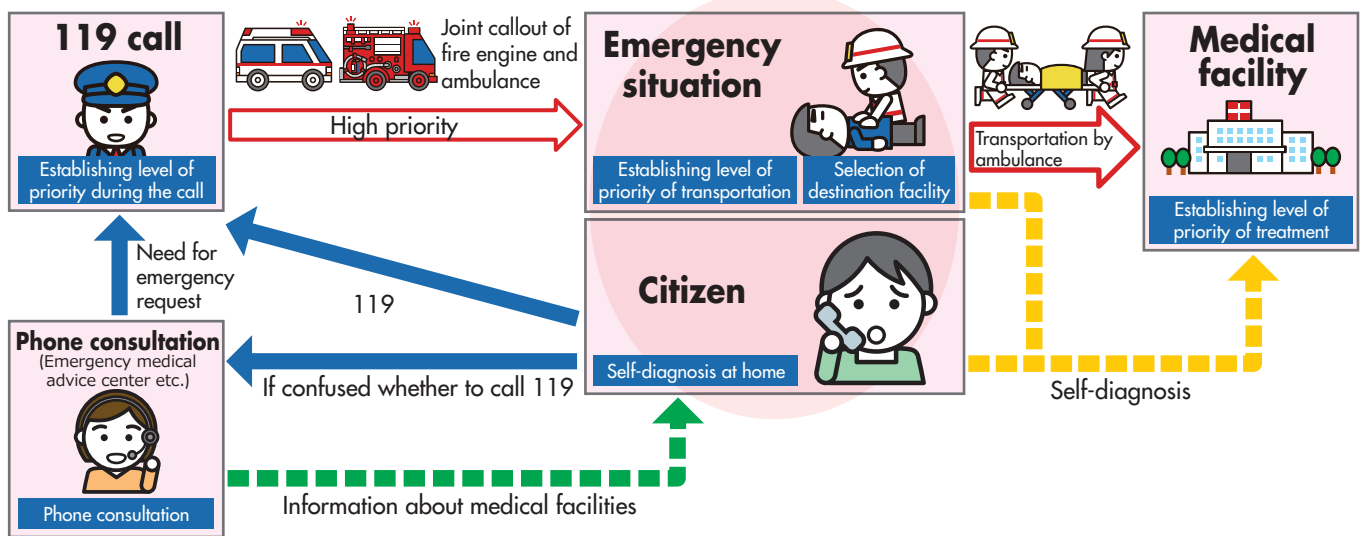 119 call
Establishing level of
priority during the call
Joint callout of
fire engine and
ambulance
High priority
Emergency
situation
Establishing level of
priority of transportation
Selection of
destination facility
Transportation by
ambulance
Medical
facility
Establishing level of
priority of treatment
Need for
emergency
request
119
Citizen
Self-diagnosis at home
Phone consultation
(Emergency medical
advice center etc.)
Phone consultation
If confused whether to call 119
Self-diagnosis
Information about medical facilities